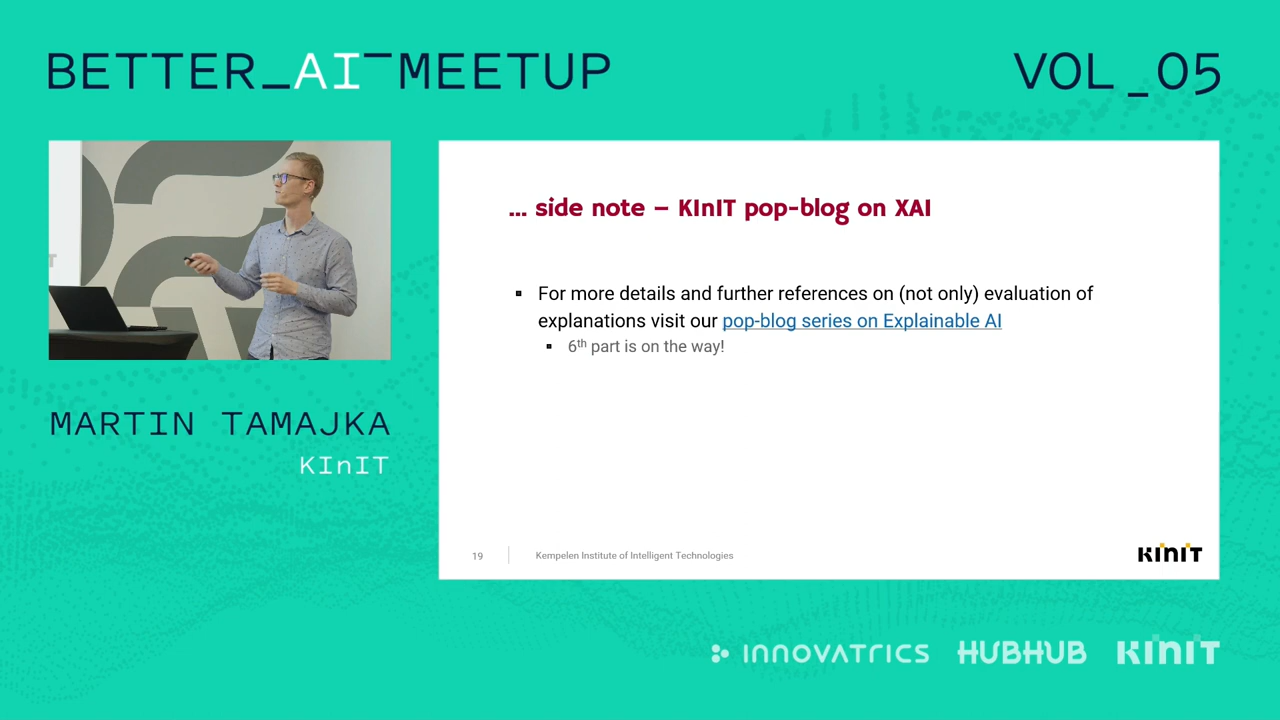 BETTER_AI¯MEETUP
VOL_05
MARTIN TAMAJKA
KInIT
... side note – KInIT pop-blog on XAI
For more details and further references on (not only) evaluation of
explanations visit our pop-blog series on Explainable AI
6th part is on the way!
19
Kempelen Institute of Intelligent Technologies
KInIT
INNOVATRICS
HUBHUB
KInIT